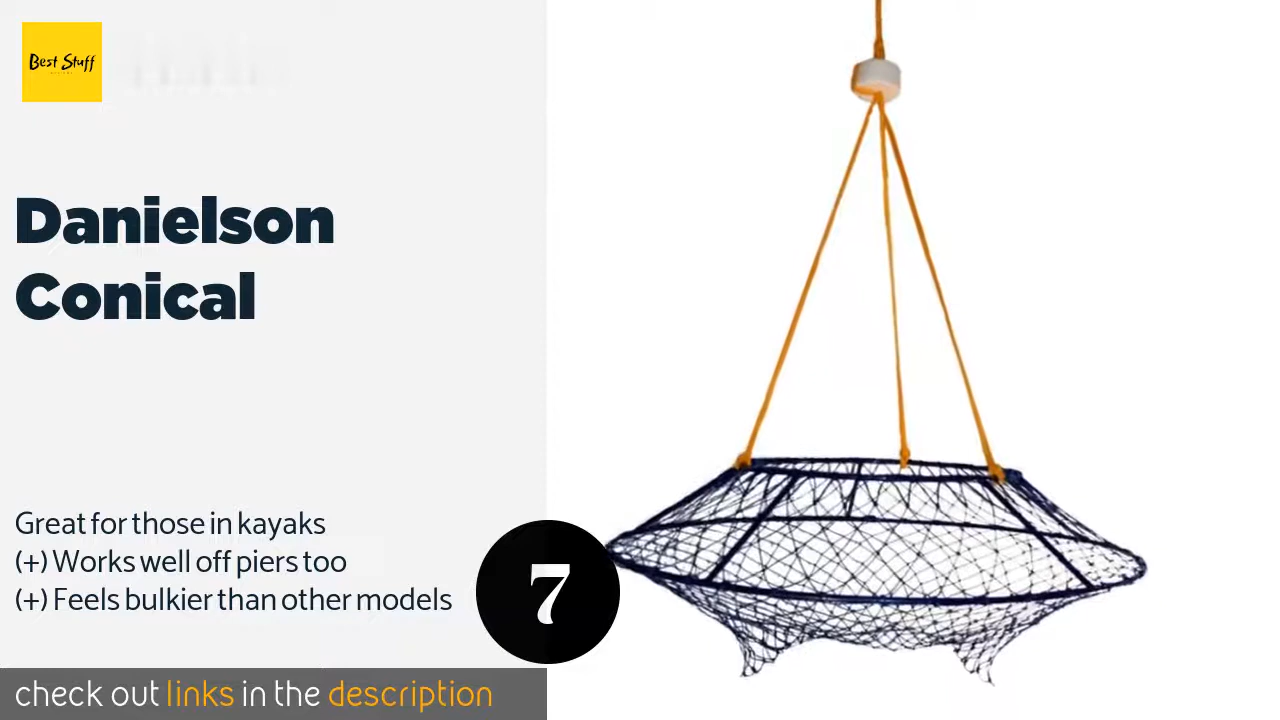 Best Stuff
Danielson
Conical
Great for those in kayaks
(+) Works well off piers too
(+) Feels bulkier than other models
7
check out links in the description